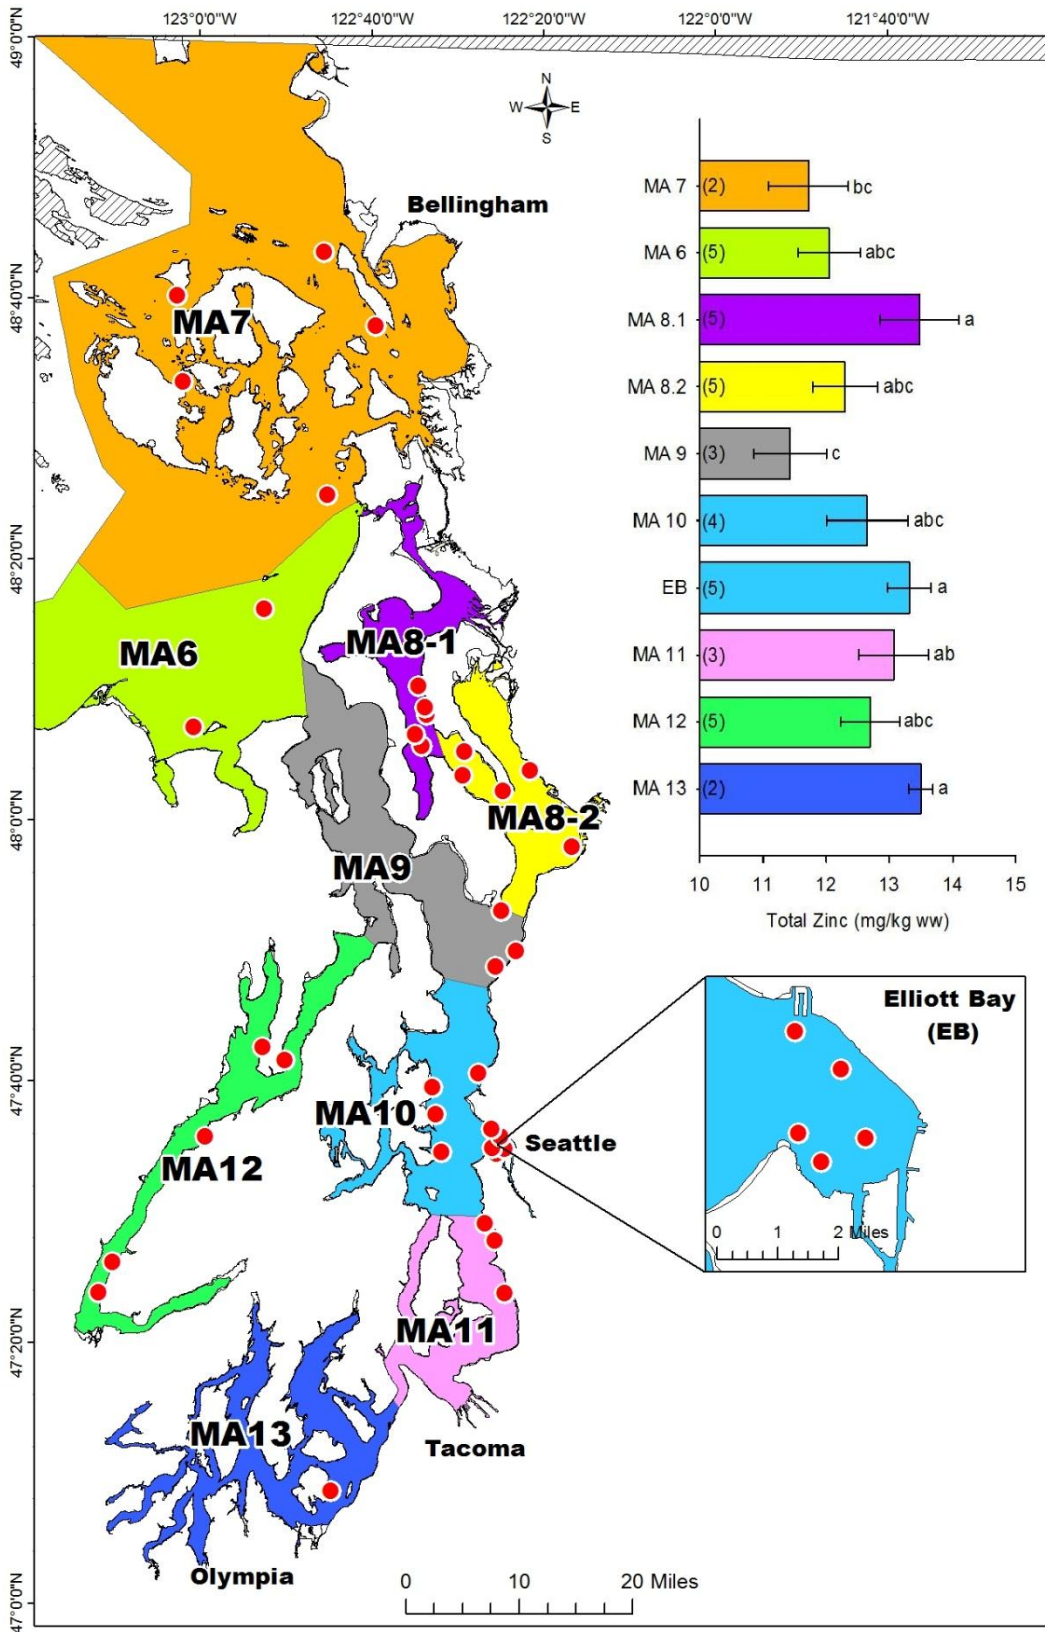 123°0'0"W 122°40'0"W 122°20'0"W 122°0'0"W 121°40'0"W
49°0'0"N
N
W E
S
Bellingham
48°40'0"N
MA7
48°20'0"N
MA6
MA8-1
48°0'0"N
MA8-2
MA9
47°40'0"N
MA10
Seattle
MA12
47°20'0"N
MA11
MA13
Tacoma
Olympia
47°0'0"N
0 10 20 Miles
MA 7 (2) bc
MA 6 (5) abc
MA 8.1 (5) a
MA 8.2 (5) abc
MA 9 (3) c
MA 10 (4) abc
EB (5) a
MA 11 (3) ab
MA 12 (5) abc
MA 13 (2) a
10 11 12 13 14 15
Total Zinc (mg/kg ww)
Elliott Bay
(EB)
0 1 2 Miles